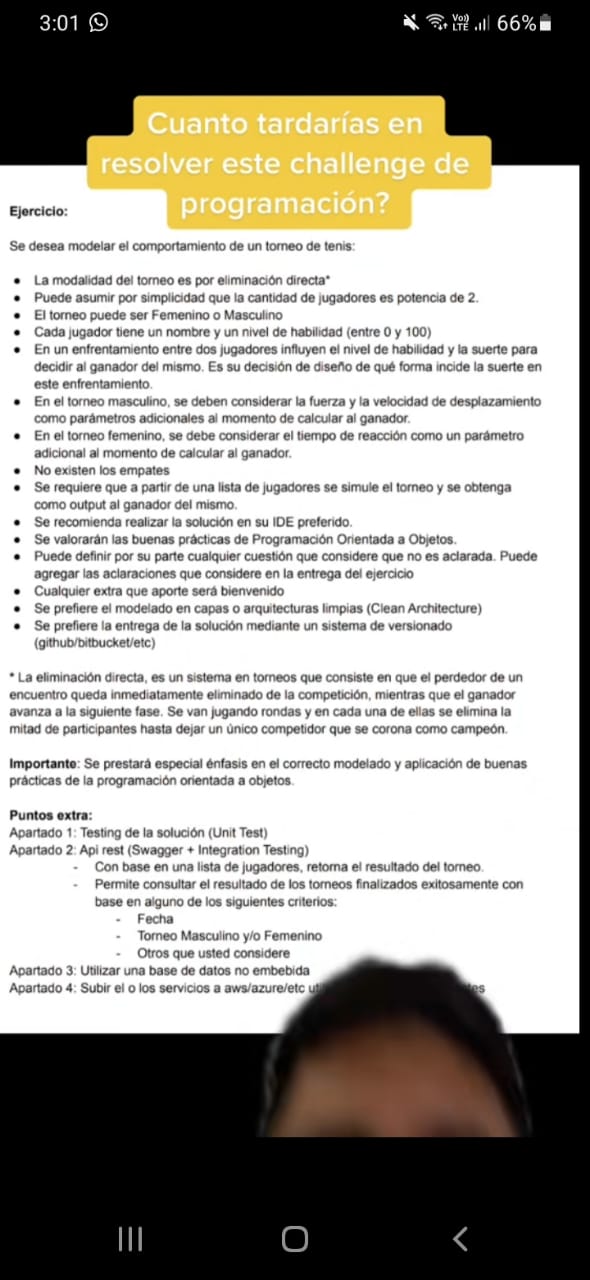 3:01
Vo))
LTE
66%
Cuanto tardarías en
resolver este challenge de
programación?
Ejercicio:
Se desea modelar el comportamiento de un torneo de tenis:
• La modalidad del torneo es por eliminación directa*
• Puede asumir por simplicidad que la cantidad de jugadores es potencia de 2.
• El torneo puede ser Femenino o Masculino
• Cada jugador tiene un nombre y un nivel de habilidad (entre 0 y 100)
• En un enfrentamiento entre dos jugadores influyen el nivel de habilidad y la suerte para
decidir al ganador del mismo. Es su decisión de diseño de qué forma incide la suerte en
este enfrentamiento.
• En el torneo masculino, se deben considerar la fuerza y la velocidad de desplazamiento
como parámetros adicionales al momento de calcular al ganador.
• En el torneo femenino, se debe considerar el tiempo de reacción como un parámetro
adicional al momento de calcular al ganador.
• No existen los empates
• Se requiere que a partir de una lista de jugadores se simule el torneo y se obtenga
como output al ganador del mismo.
• Se recomienda realizar la solución en su IDE preferido.
• Se valorarán las buenas prácticas de Programación Orientada a Objetos.
• Puede definir por su parte cualquier cuestión que considere que no es aclarada. Puede
agregar las aclaraciones que considere en la entrega del ejercicio
• Cualquier extra que aporte será bienvenido
• Se prefiere el modelado en capas o arquitecturas limpias (Clean Architecture)
• Se prefiere la entrega de la solución mediante un sistema de versionado
(github/bitbucket/etc)
* La eliminación directa, es un sistema en torneos que consiste en que el perdedor de un
encuentro queda inmediatamente eliminado de la competición, mientras que el ganador
avanza a la siguiente fase. Se van jugando rondas y en cada una de ellas se elimina la
mitad de participantes hasta dejar un único competidor que se corona como campeón.
Importante: Se prestará especial énfasis en el correcto modelado y aplicación de buenas
prácticas de la programación orientada a objetos.
Puntos extra:
Apartado 1: Testing de la solución (Unit Test)
Apartado 2: Api rest (Swagger + Integration Testing)
- Con base en una lista de jugadores, retorna el resultado del torneo.
- Permite consultar el resultado de los torneos finalizados exitosamente con
base en alguno de los siguientes criterios:
- Fecha
- Torneo Masculino y/o Femenino
- Otros que usted considere
Apartado 3: Utilizar una base de datos no embebida
Apartado 4: Subir el o los servicios a aws/azure/etc